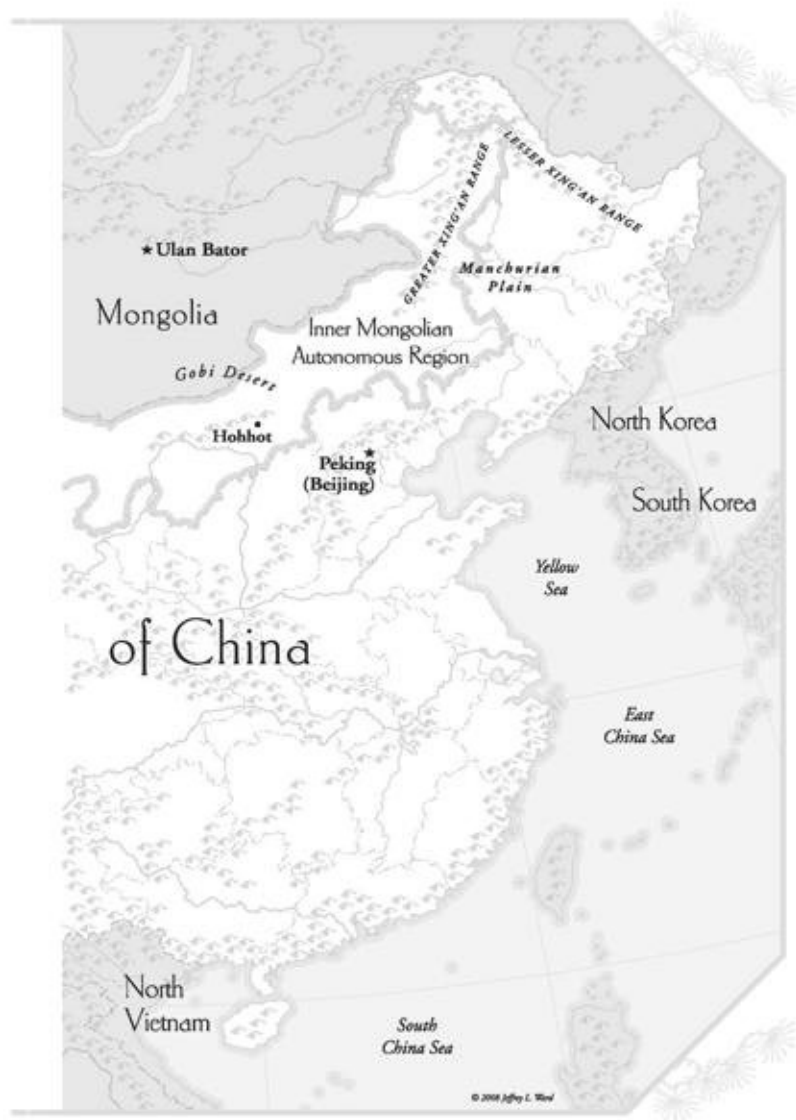 LESSER XING'AN RANGE
GREATER XING'AN RANGE
Ulan Bator
Manchurian
Plain
Mongolia
Inner Mongolian
Autonomous Region
Gobi Desert
Hohhot
North Korea
Peking
(Beijing)
South Korea
Yellow
Sea
of China
East
China Sea
North
Vietnam
South
China Sea
© 2008 Jeffrey L. Ward